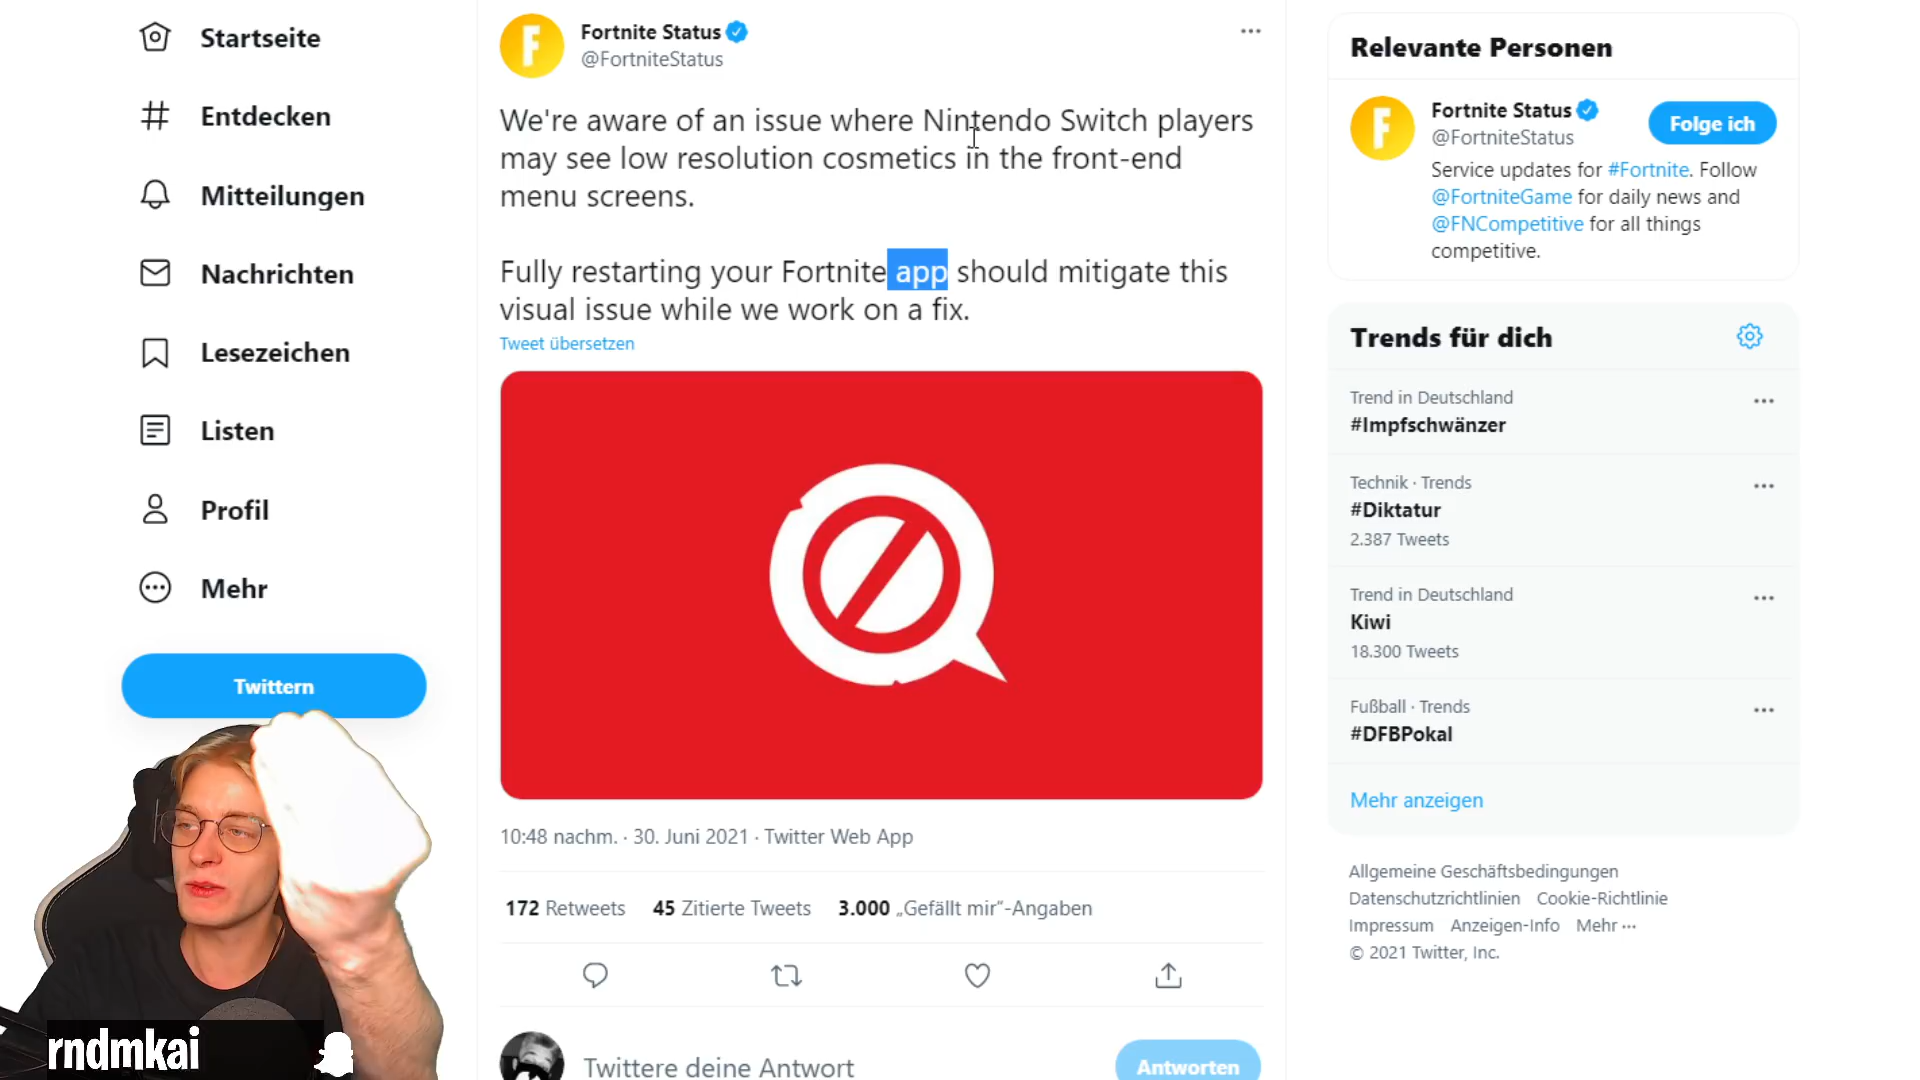 Startseite
Entdecken
Mitteilungen
Nachrichten
Lesezeichen
Listen
Profil
Mehr
Twittern
rndmkai
F
Fortnite Status
@FortniteStatus
We're aware of an issue where Nintendo Switch players
may see low resolution cosmetics in the front-end
menu screens.
Fully restarting your Fortnite app should mitigate this
visual issue while we work on a fix.
Tweet übersetzen
10:48 nachm. · 30. Juni 2021 · Twitter Web App
172 Retweets 45 Zitierte Tweets 3.000 „Gefällt mir“-Angaben
Twittere deine Antwort
Antworten
Relevante Personen
F
Fortnite Status
@FortniteStatus
Folge ich
Service updates for #Fortnite. Follow
@FortniteGame for daily news and
@FNCompetitive for all things
competitive.
Trends für dich
Trend in Deutschland
#Impfschwänzer
Technik · Trends
#Diktatur
2.387 Tweets
Trend in Deutschland
Kiwi
18.300 Tweets
Fußball · Trends
#DFBPokal
Mehr anzeigen
Allgemeine Geschäftsbedingungen
Datenschutzrichtlinien Cookie-Richtlinie
Impressum Anzeigen-Info Mehr ···
© 2021 Twitter, Inc.